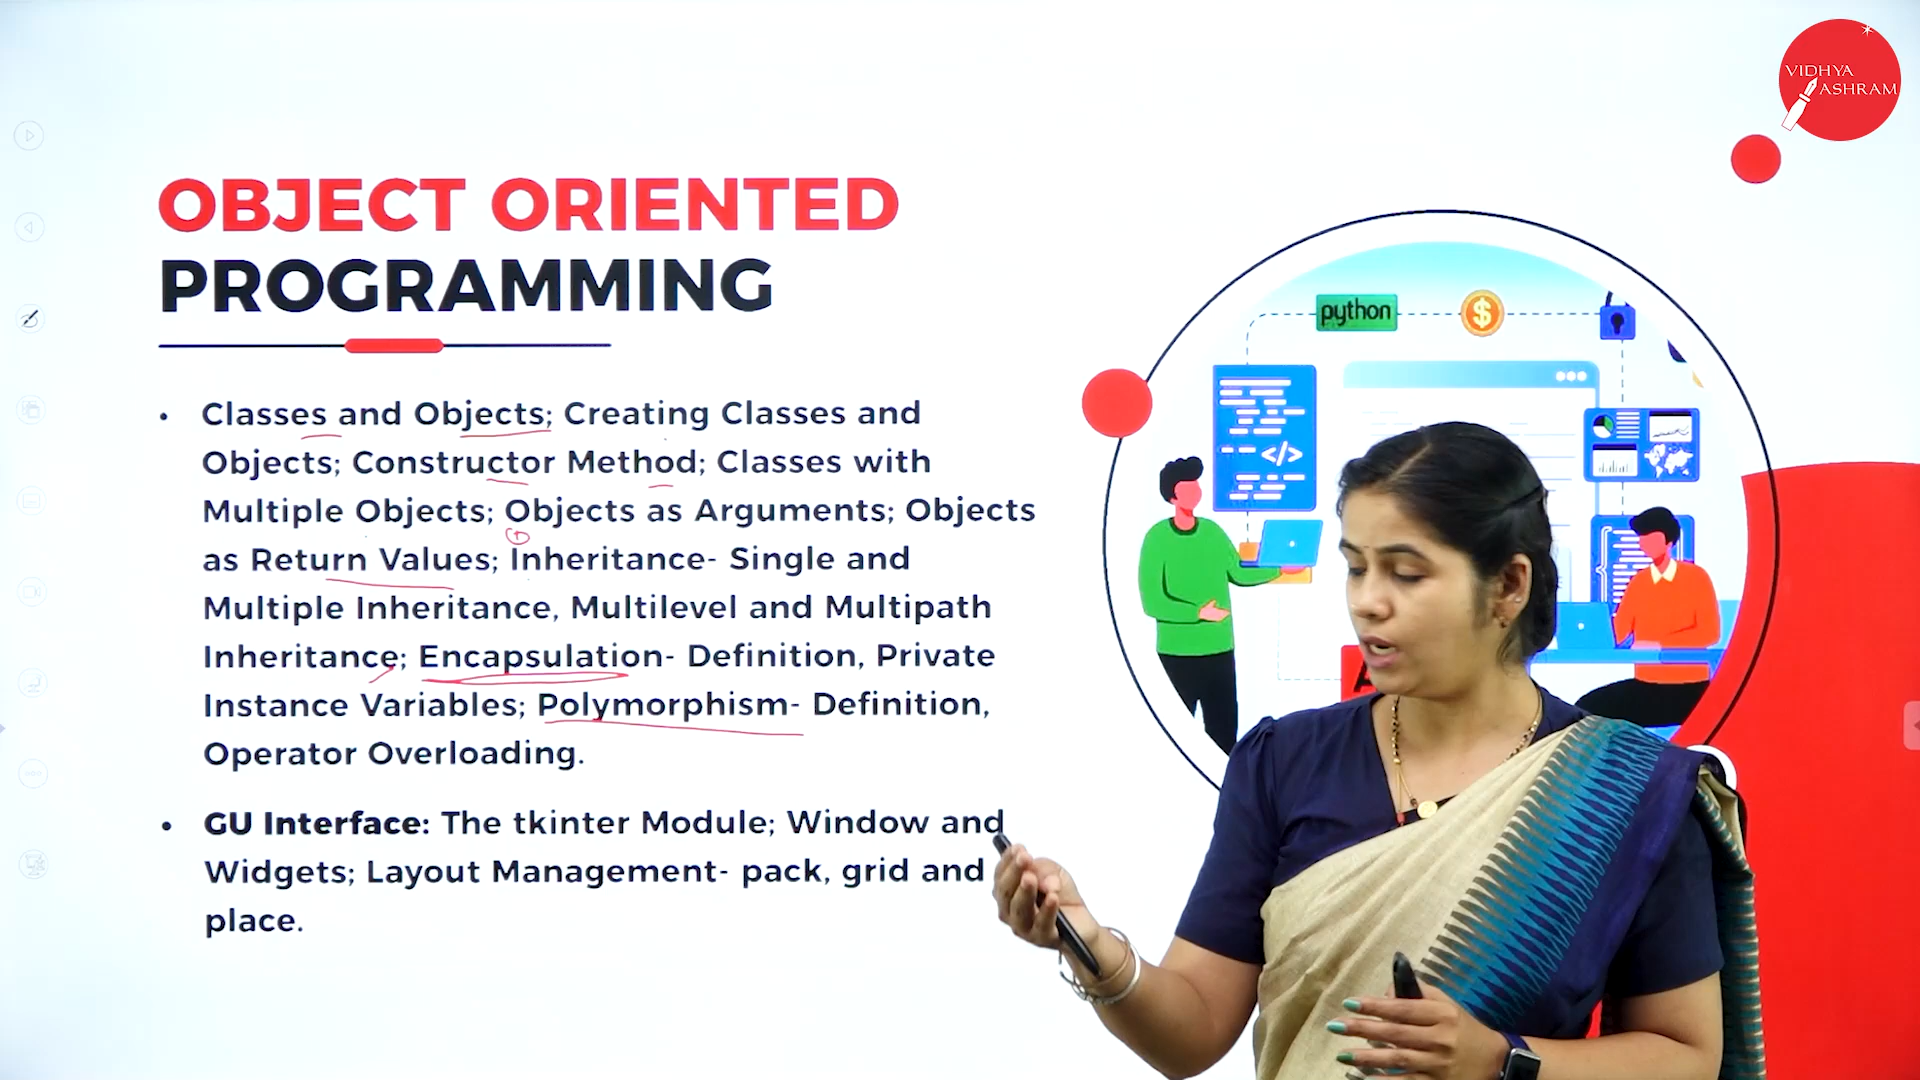 VIDHYA
ASHRAM
OBJECT ORIENTED
PROGRAMMING
python
$
</>
• Classes and Objects; Creating Classes and
Objects; Constructor Method; Classes with
Multiple Objects; Objects as Arguments; Objects
as Return Values; Inheritance- Single and
Multiple Inheritance, Multilevel and Multipath
Inheritance; Encapsulation- Definition, Private
Instance Variables; Polymorphism- Definition,
Operator Overloading.
• GU Interface: The tkinter Module; Window and
Widgets; Layout Management- pack, grid and
place.